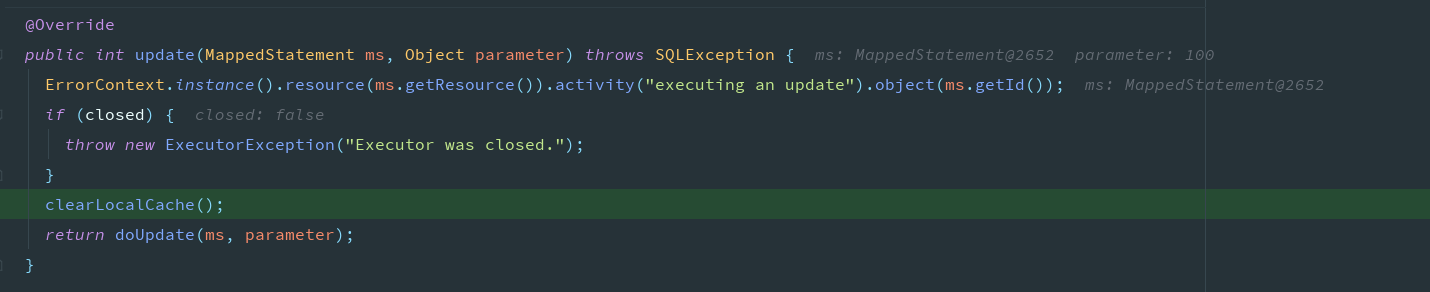 @Override
public int update(MappedStatement ms, Object parameter) throws SQLException {  ms: MappedStatement@2652  parameter: 100
  ErrorContext.instance().resource(ms.getResource()).activity("executing an update").object(ms.getId());  ms: MappedStatement@2652
  if (closed) {  closed: false
    throw new ExecutorException("Executor was closed.");
  }
  clearLocalCache();
  return doUpdate(ms, parameter);
}